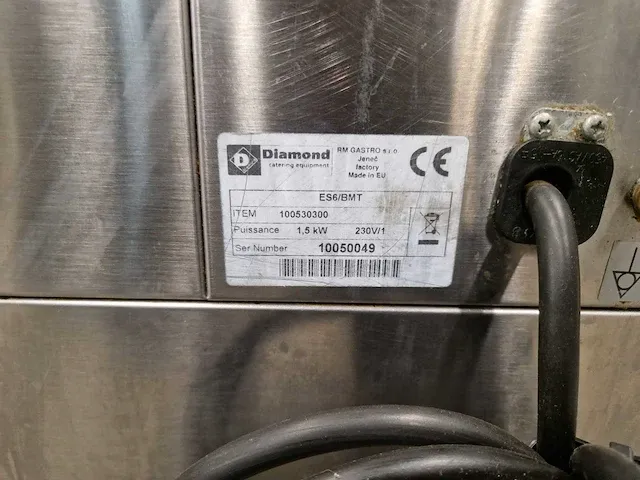 Diamond
catering equipment
RM GASTRO s.r.o
Jeneč
factory
Made in EU
CE
ES6/BMT
ITEM 100530300
Puissance 1,5 kW 230V/1
Ser Number 10050049